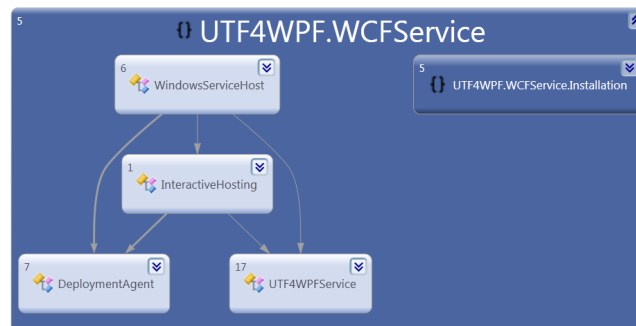 5
{} UTF4WPF.WCFService
6
WindowsServiceHost
5
{} UTF4WPF.WCFService.Installation
1
InteractiveHosting
7
DeploymentAgent
17
UTF4WPFService